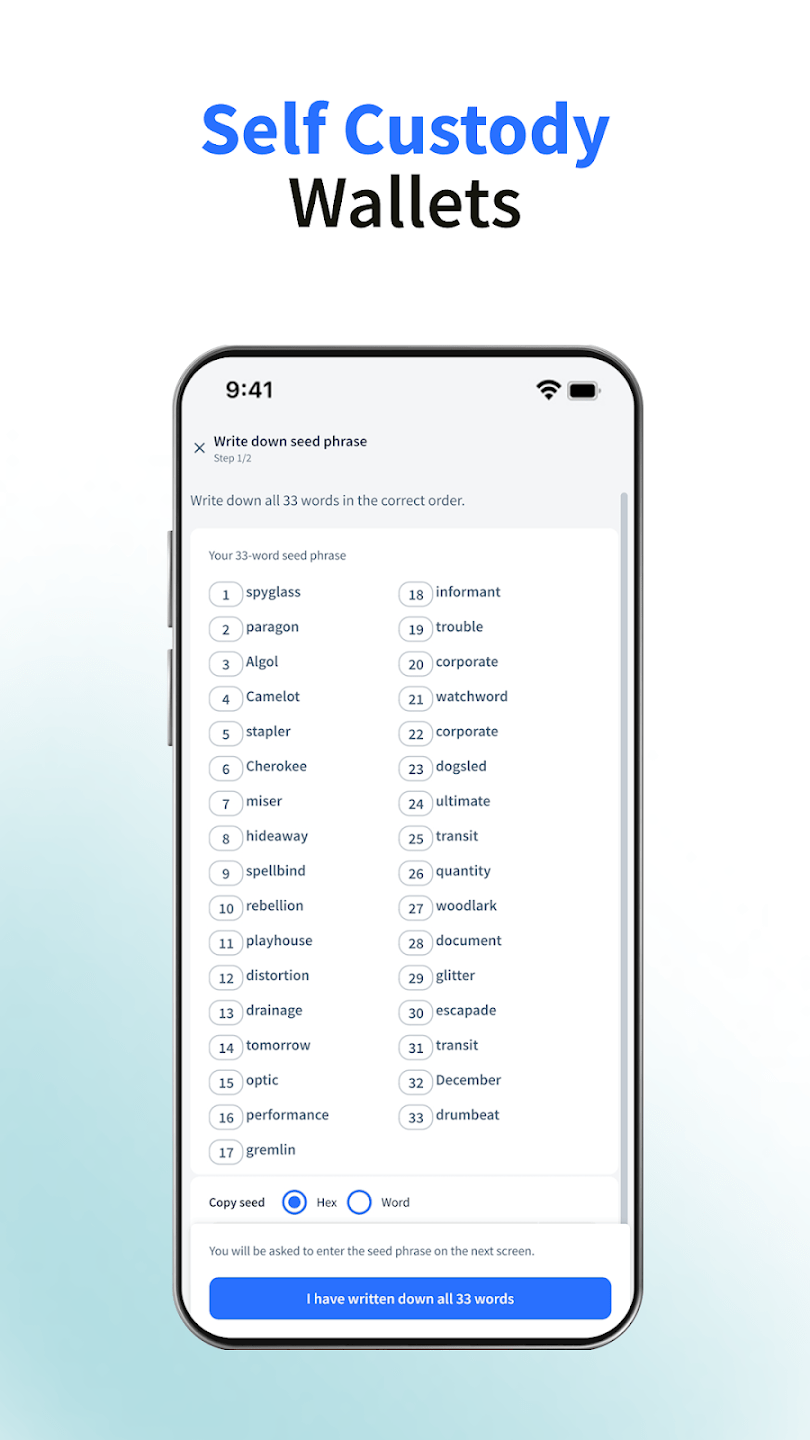 Self Custody
Wallets
9:41
Write down seed phrase
Step 1/2
Write down all 33 words in the correct order.
Your 33-word seed phrase
1 spyglass
2 paragon
3 Algol
4 Camelot
5 stapler
6 Cherokee
7 miser
8 hideaway
9 spellbind
10 rebellion
11 playhouse
12 distortion
13 drainage
14 tomorrow
15 optic
16 performance
17 gremlin
18 informant
19 trouble
20 corporate
21 watchword
22 corporate
23 dogsled
24 ultimate
25 transit
26 quantity
27 woodlark
28 document
29 glitter
30 escapade
31 transit
32 December
33 drumbeat
Copy seed Hex Word
You will be asked to enter the seed phrase on the next screen.
I have written down all 33 words